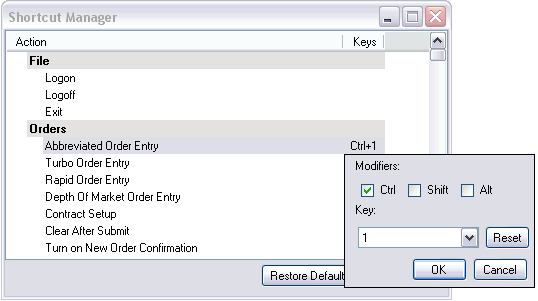 Shortcut Manager
Action Keys
File
Logon
Logoff
Exit
Orders
Abbreviated Order Entry Ctrl+1
Turbo Order Entry
Rapid Order Entry
Depth Of Market Order Entry
Contract Setup
Clear After Submit
Turn on New Order Confirmation
Restore Default
Modifiers:
Ctrl Shift Alt
Key:
1 Reset
OK Cancel